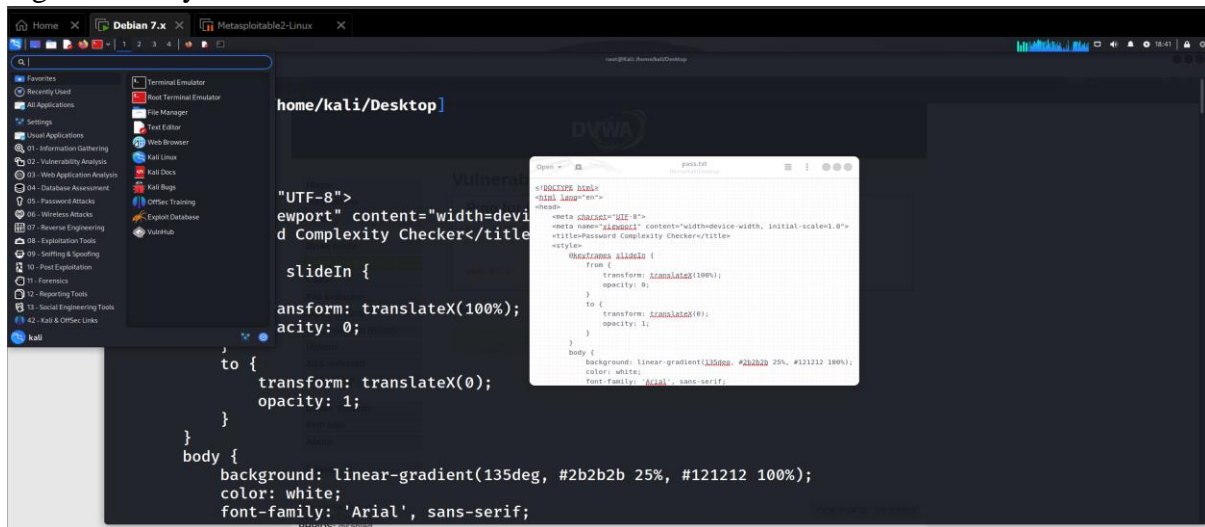 Home Debian 7.x Metasploitable2-Linux
1 2 3 4 18:41
root@Kali: /home/kali/Desktop
Favorites
Recently Used
All Applications
Settings
Usual Applications
01 - Information Gathering
02 - Vulnerability Analysis
03 - Web Application Analysis
04 - Database Assessment
05 - Password Attacks
06 - Wireless Attacks
07 - Reverse Engineering
08 - Exploitation Tools
09 - Sniffing & Spoofing
10 - Post Exploitation
11 - Forensics
12 - Reporting Tools
13 - Social Engineering Tools
42 - Kali & OffSec Links
kali
Terminal Emulator
Root Terminal Emulator
File Manager
Text Editor
Web Browser
Kali Linux
Kali Docs
Kali Bugs
OffSec Training
Exploit Database
VulnHub
home/kali/Desktop]
DVWA
"UTF-8">
ewport" content="width=devi
d Complexity Checker</title
slideIn {
ansform: translateX(100%);
acity: 0;
}
to {
transform: translateX(0);
opacity: 1;
}
}
body {
background: linear-gradient(135deg, #2b2b2b 25%, #121212 100%);
color: white;
font-family: 'Arial', sans-serif;
Open pass.txt
<!DOCTYPE html>
<html lang="en">
<head>
<meta charset="UTF-8">
<meta name="viewport" content="width=device-width, initial-scale=1.0">
<title>Password Complexity Checker</title>
<style>
@keyframes slideIn {
from {
transform: translateX(100%);
opacity: 0;
}
to {
transform: translateX(0);
opacity: 1;
}
}
body {
background: linear-gradient(135deg, #2b2b2b 25%, #121212 100%);
color: white;
font-family: 'Arial', sans-serif;